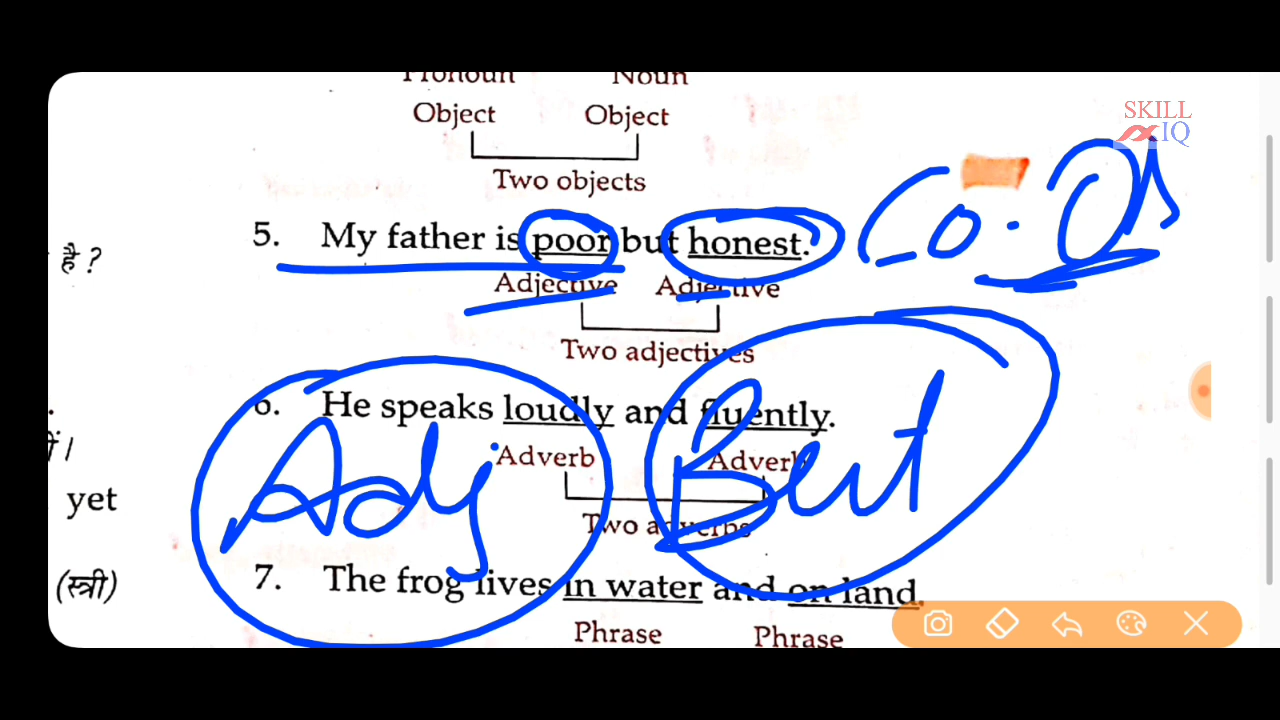 Pronoun Noun
SKILL
IQ
Object Object
Two objects
Co. Or
5. My father is poor but honest.
है ?
Adjective Adjective
Two adjectives
6. He speaks loudly and fluently.
Adj But
Adverb Adverb
yet
Two adverbs
7. The frog lives in water and on land.
(स्त्री)
Phrase Phrase